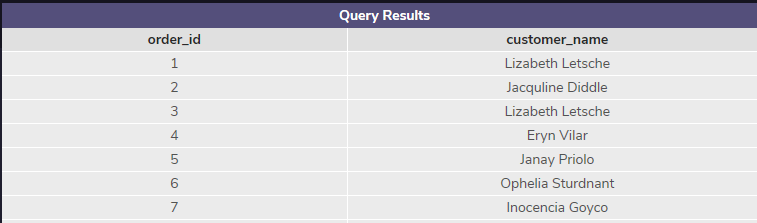 Query Results
order_id customer_name
1 Lizabeth Letsche
2 Jacquline Diddle
3 Lizabeth Letsche
4 Eryn Vilar
5 Janay Priolo
6 Ophelia Sturdnant
7 Inocencia Goyco